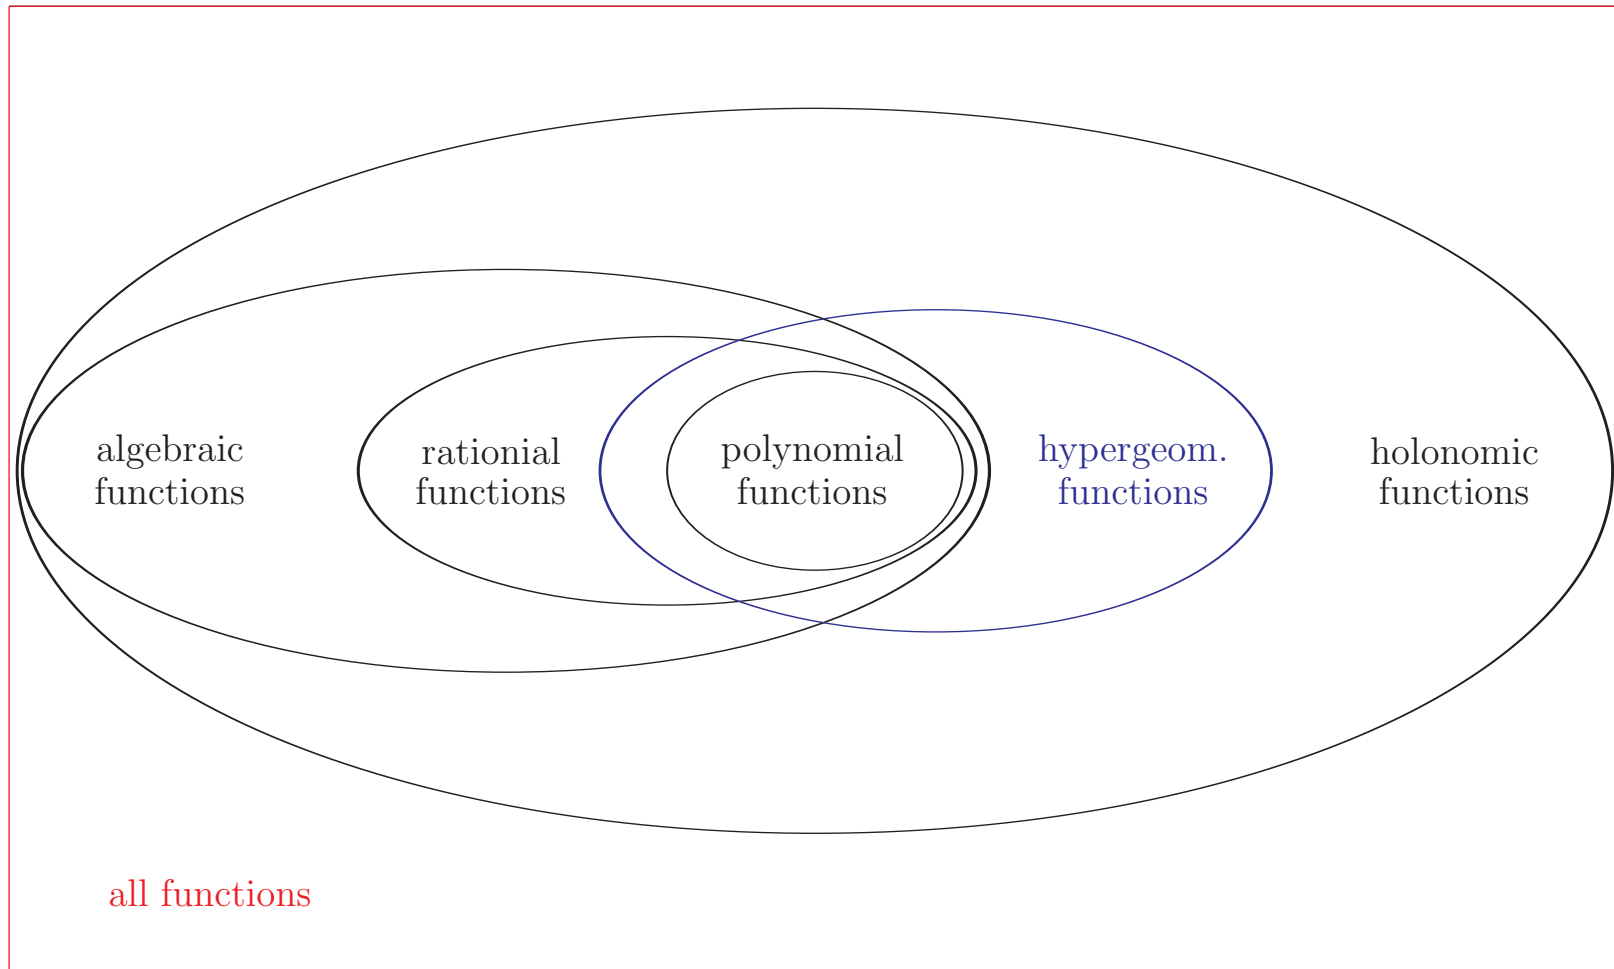 algebraic
functions
rationial
functions
polynomial
functions
hypergeom.
functions
holonomic
functions
all functions